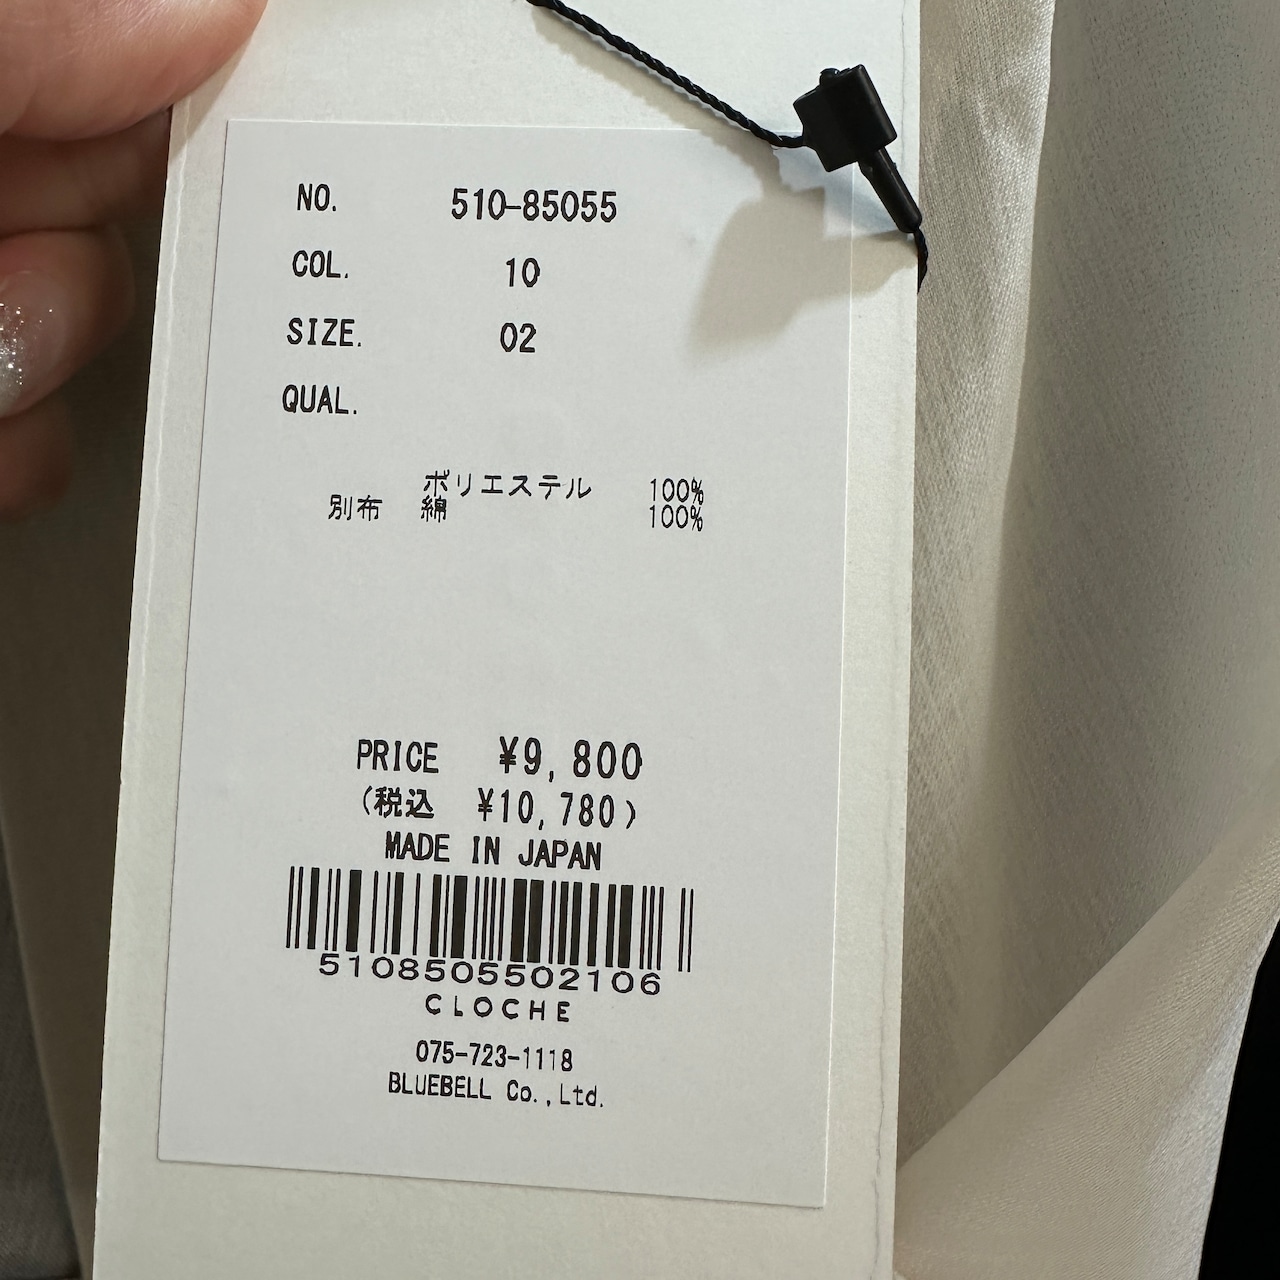 NO. 510-85055
COL. 10
SIZE. 02
QUAL.
ポリエステル 100%
別布 綿 100%
PRICE ¥9,800
(税込 ¥10,780)
MADE IN JAPAN
5108505502106
CLOCHE
075-723-1118
BLUEBELL Co.,Ltd.